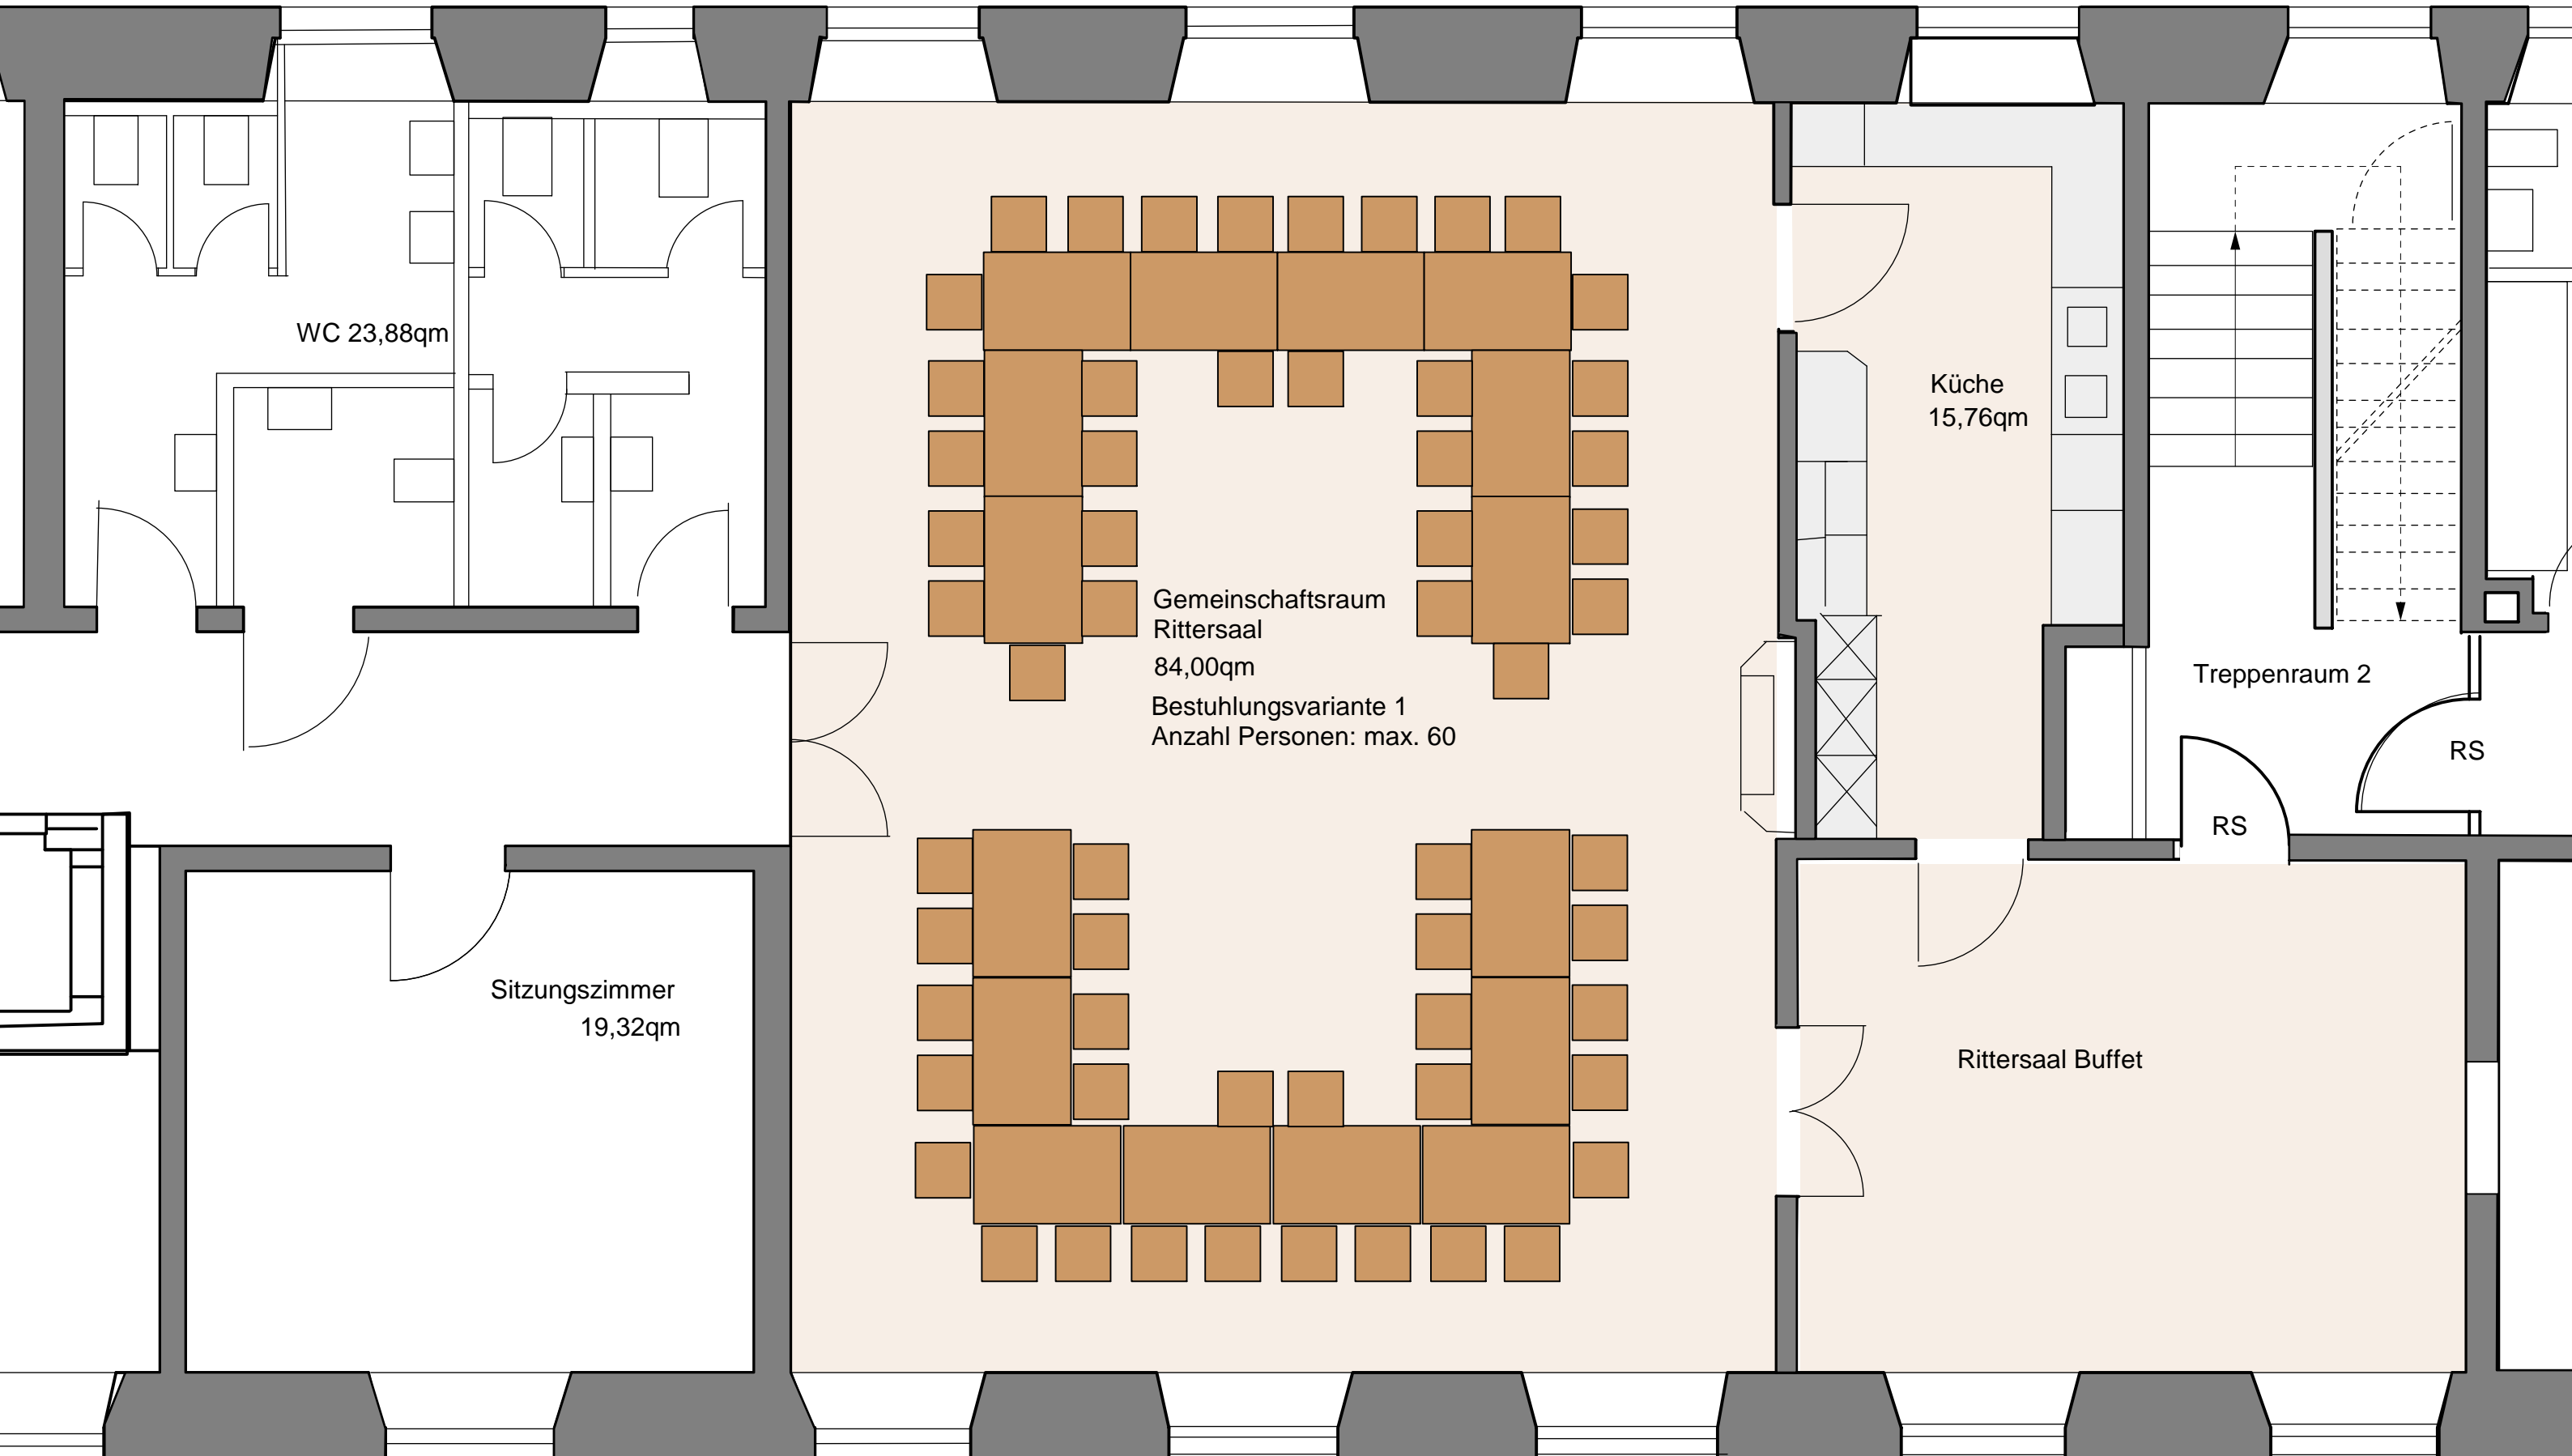 WC 23,88qm
Küche
15,76qm
Gemeinschaftsraum
Rittersaal
84,00qm
Bestuhlungsvariante 1
Anzahl Personen: max. 60
Treppenraum 2
RS
RS
Sitzungszimmer
19,32qm
Rittersaal Buffet